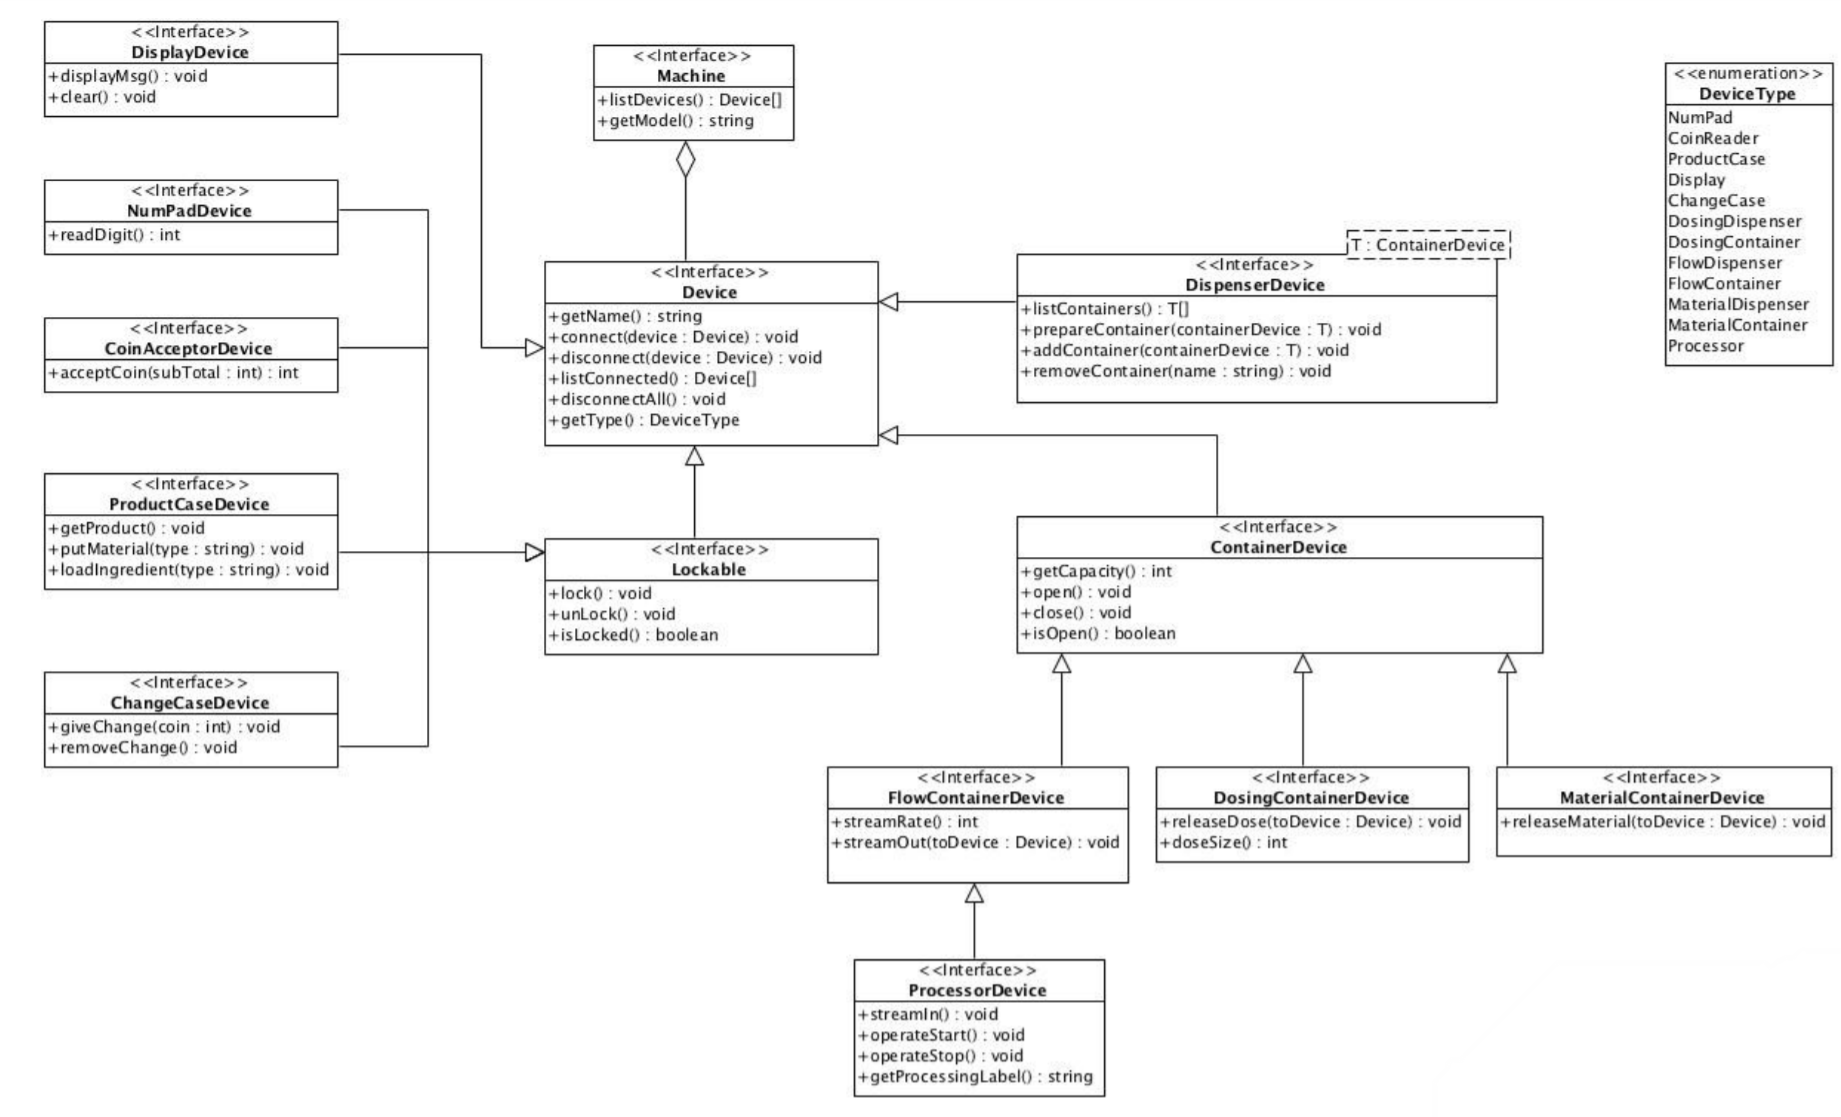 <<Interface>>
DisplayDevice
+displayMsg() : void
+clear() : void
<<Interface>>
Machine
+listDevices() : Device[]
+getModel() : string
<<enumeration>>
DeviceType
NumPad
CoinReader
ProductCase
Display
ChangeCase
DosingDispenser
DosingContainer
FlowDispenser
FlowContainer
MaterialDispenser
MaterialContainer
Processor
<<Interface>>
NumPadDevice
+readDigit() : int
<<Interface>>
Device
+getName() : string
+connect(device : Device) : void
+disconnect(device : Device) : void
+listConnected() : Device[]
+disconnectAll() : void
+getType() : DeviceType
T : ContainerDevice
<<Interface>>
DispenserDevice
+listContainers() : T[]
+prepareContainer(containerDevice : T) : void
+addContainer(containerDevice : T) : void
+removeContainer(name : string) : void
<<Interface>>
CoinAcceptorDevice
+acceptCoin(subTotal : int) : int
<<Interface>>
ProductCaseDevice
+getProduct() : void
+putMaterial(type : string) : void
+loadIngredient(type : string) : void
<<Interface>>
Lockable
+lock() : void
+unLock() : void
+isLocked() : boolean
<<Interface>>
ContainerDevice
+getCapacity() : int
+open() : void
+close() : void
+isOpen() : boolean
<<Interface>>
ChangeCaseDevice
+giveChange(coin : int) : void
+removeChange() : void
<<Interface>>
FlowContainerDevice
+streamRate() : int
+streamOut(toDevice : Device) : void
<<Interface>>
DosingContainerDevice
+releaseDose(toDevice : Device) : void
+doseSize() : int
<<Interface>>
MaterialContainerDevice
+releaseMaterial(toDevice : Device) : void
<<Interface>>
ProcessorDevice
+streamIn() : void
+operateStart() : void
+operateStop() : void
+getProcessingLabel() : string